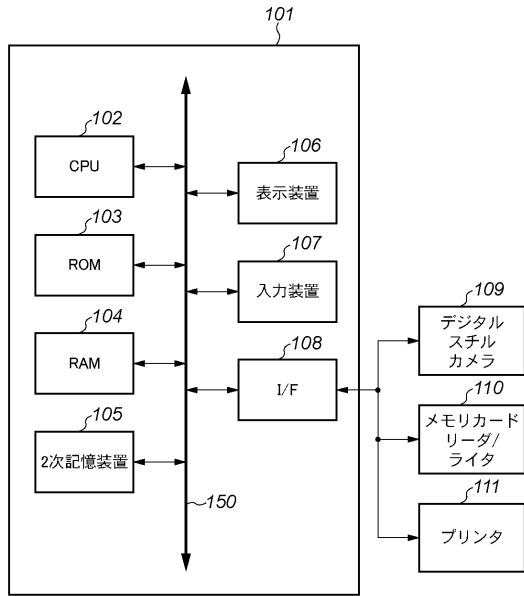 101
102
CPU
103
ROM
104
RAM
105
2次記憶装置
106
表示装置
107
入力装置
108
I/F
150
109
デジタル
スチル
カメラ
110
メモリカード
リーダ/
ライタ
111
プリンタ